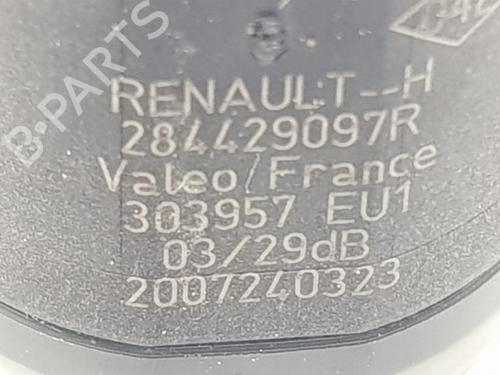 RENAULT--H
284429097R
Valeo/France
303957 EU1
03/29dB
2007240323
B-PARTS